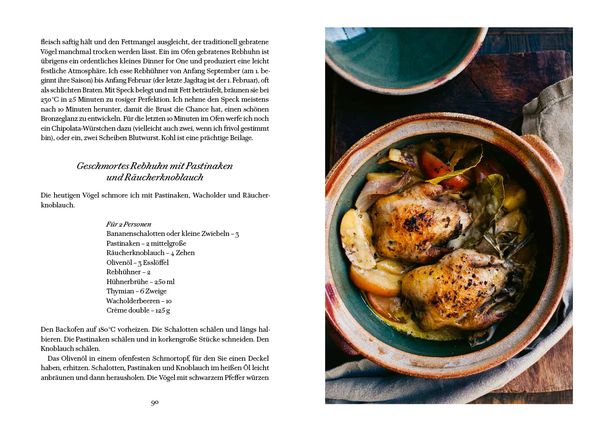 fleisch saftig hält und den Fettmangel ausgleicht, der traditionell gebratene
Vögel manchmal trocken werden lässt. Ein im Ofen gebratenes Rebhuhn ist
übrigens ein ordentliches kleines Dinner for One und produziert eine leicht
festliche Atmosphäre. Ich esse Rebhühner von Anfang September (am 1. be-
ginnt ihre Saison) bis Anfang Februar (der letzte Jagdtag ist der 1. Februar), oft
als schlichten Braten. Mit Speck belegt und mit Fett beträufelt, bräunen sie bei
250 °C in 25 Minuten zu rosiger Perfektion. Ich nehme den Speck meistens
nach 10 Minuten herunter, damit die Brust die Chance hat, einen schönen
Bronzeglanz zu entwickeln. Für die letzten 10 Minuten im Ofen werfe ich noch
ein Chipolata-Würstchen dazu (vielleicht auch zwei, wenn ich frivol gestimmt
bin), oder ein, zwei Scheiben Blutwurst. Kohl ist eine prächtige Beilage.
Geschmortes Rebhuhn mit Pastinaken
und Räucherknoblauch
Die heutigen Vögel schmore ich mit Pastinaken, Wacholder und Räucher-
knoblauch.
Für 2 Personen
Bananenschalotten oder kleine Zwiebeln – 3
Pastinaken – 2 mittelgroße
Räucherknoblauch – 4 Zehen
Olivenöl – 3 Esslöffel
Rebhühner – 2
Hühnerbrühe – 250 ml
Thymian – 6 Zweige
Wacholderbeeren – 10
Crème double – 125 g
Den Backofen auf 180 °C vorheizen. Die Schalotten schälen und längs hal-
bieren. Die Pastinaken schälen und in korkengroße Stücke schneiden. Den
Knoblauch schälen.
Das Olivenöl in einem ofenfesten Schmortopf, für den Sie einen Deckel
haben, erhitzen. Schalotten, Pastinaken und Knoblauch im heißen Öl leicht
anbräunen und dann herausholen. Die Vögel mit schwarzem Pfeffer würzen
90